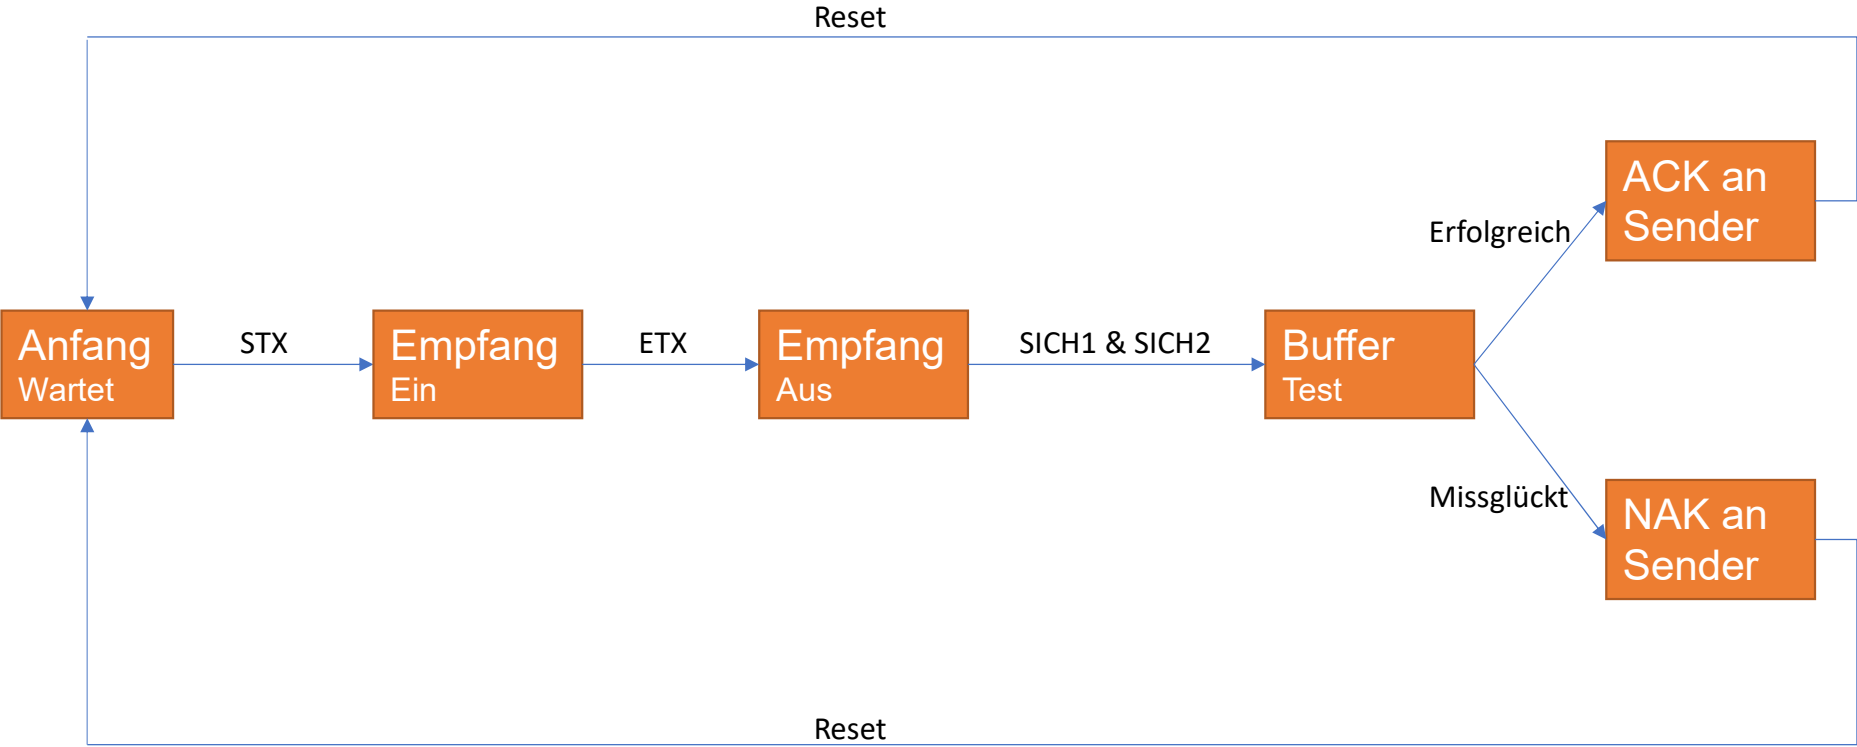 Reset
ACK an
Sender
Erfolgreich
Anfang
Wartet
STX
Empfang
Ein
ETX
Empfang
Aus
SICH1 & SICH2
Buffer
Test
Missglückt
NAK an
Sender
Reset